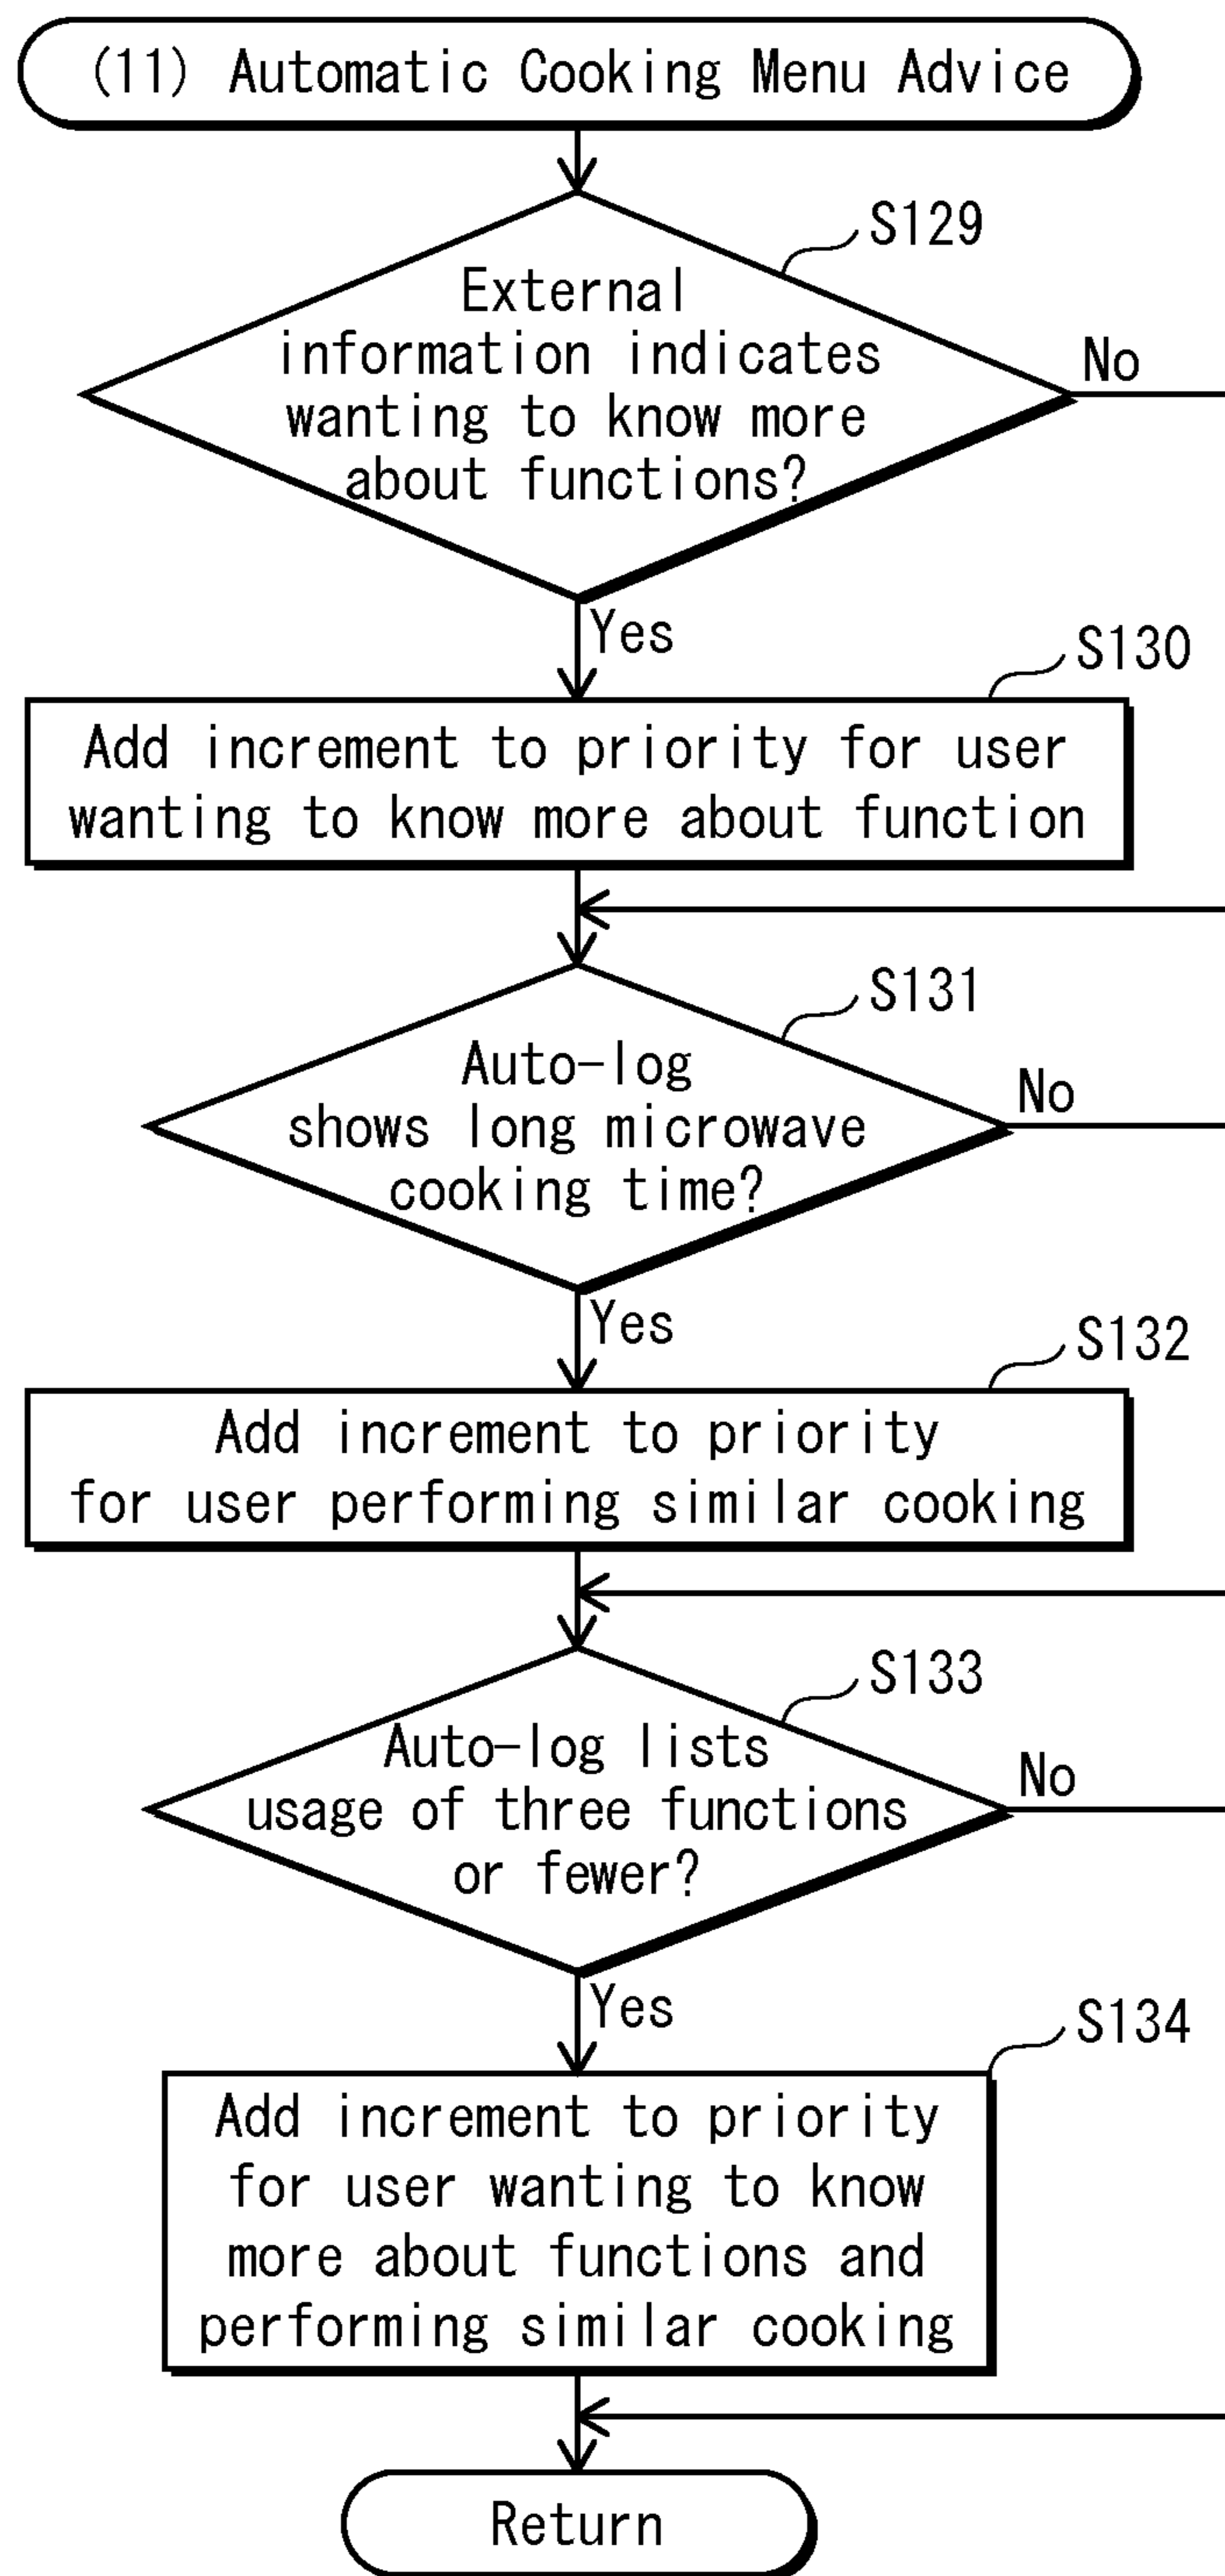 (11) Automatic Cooking Menu Advice
S129
External
information indicates
wanting to know more
about functions?
No
Yes
S130
Add increment to priority for user
wanting to know more about function
S131
Auto-log
shows long microwave
cooking time?
No
Yes
S132
Add increment to priority
for user performing similar cooking
S133
Auto-log lists
usage of three functions
or fewer?
No
Yes
S134
Add increment to priority
for user wanting to know
more about functions and
performing similar cooking
Return